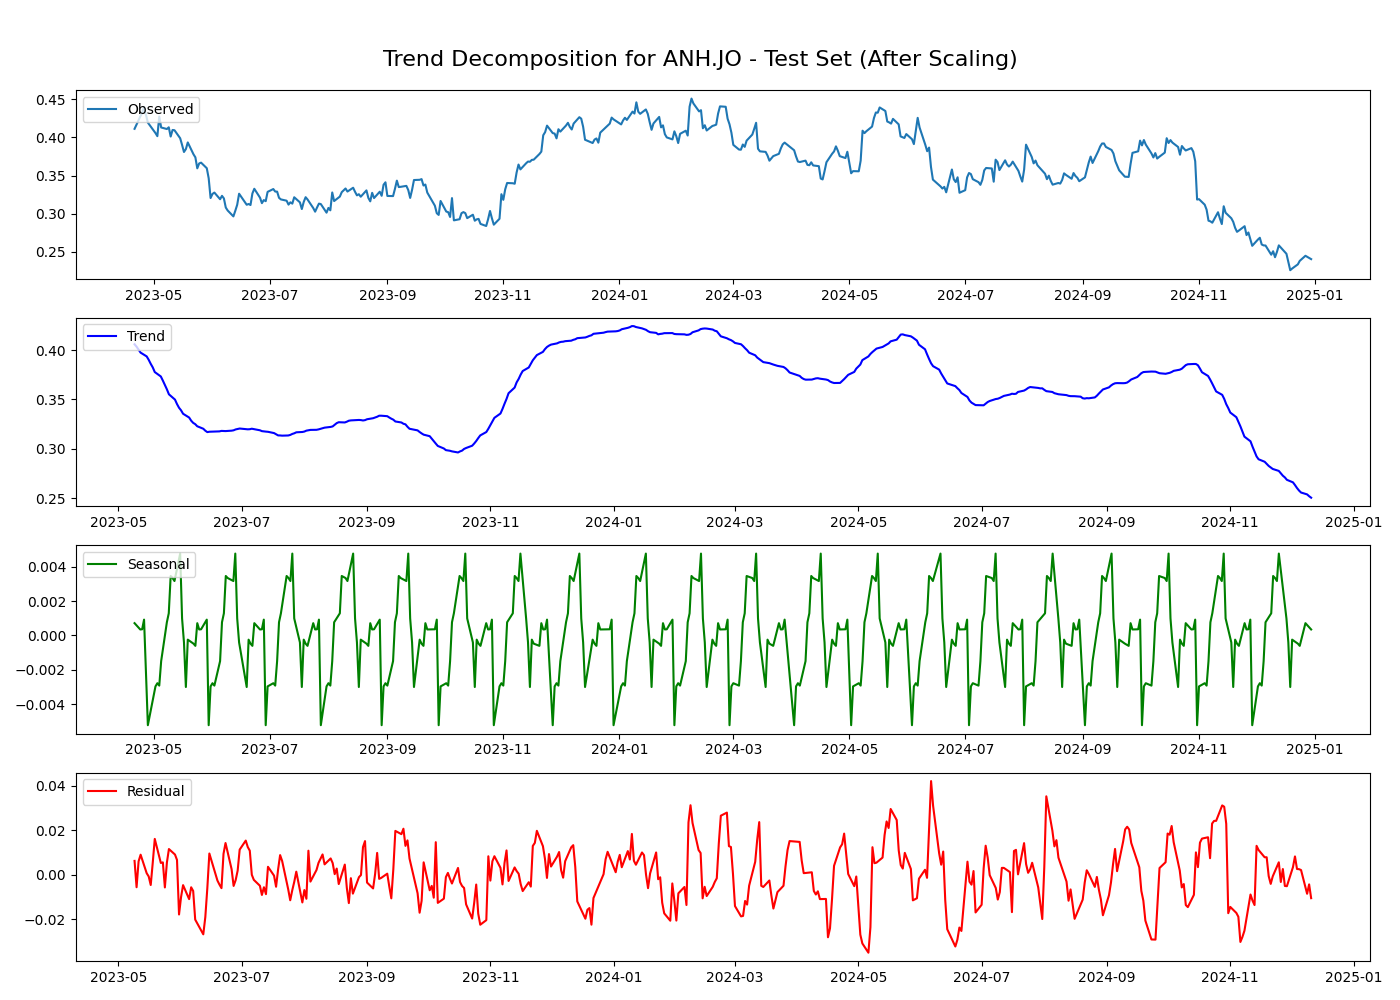 Trend Decomposition for ANH.JO - Test Set (After Scaling)
Observed
0.45
0.40
0.35
0.30
0.25
2023-05 2023-07 2023-09 2023-11 2024-01 2024-03 2024-05 2024-07 2024-09 2024-11 2025-01
Trend
0.40
0.35
0.30
0.25
2023-05 2023-07 2023-09 2023-11 2024-01 2024-03 2024-05 2024-07 2024-09 2024-11 2025-01
Seasonal
0.004
0.002
0.000
−0.002
−0.004
2023-05 2023-07 2023-09 2023-11 2024-01 2024-03 2024-05 2024-07 2024-09 2024-11 2025-01
Residual
0.04
0.02
0.00
−0.02
2023-05 2023-07 2023-09 2023-11 2024-01 2024-03 2024-05 2024-07 2024-09 2024-11 2025-01